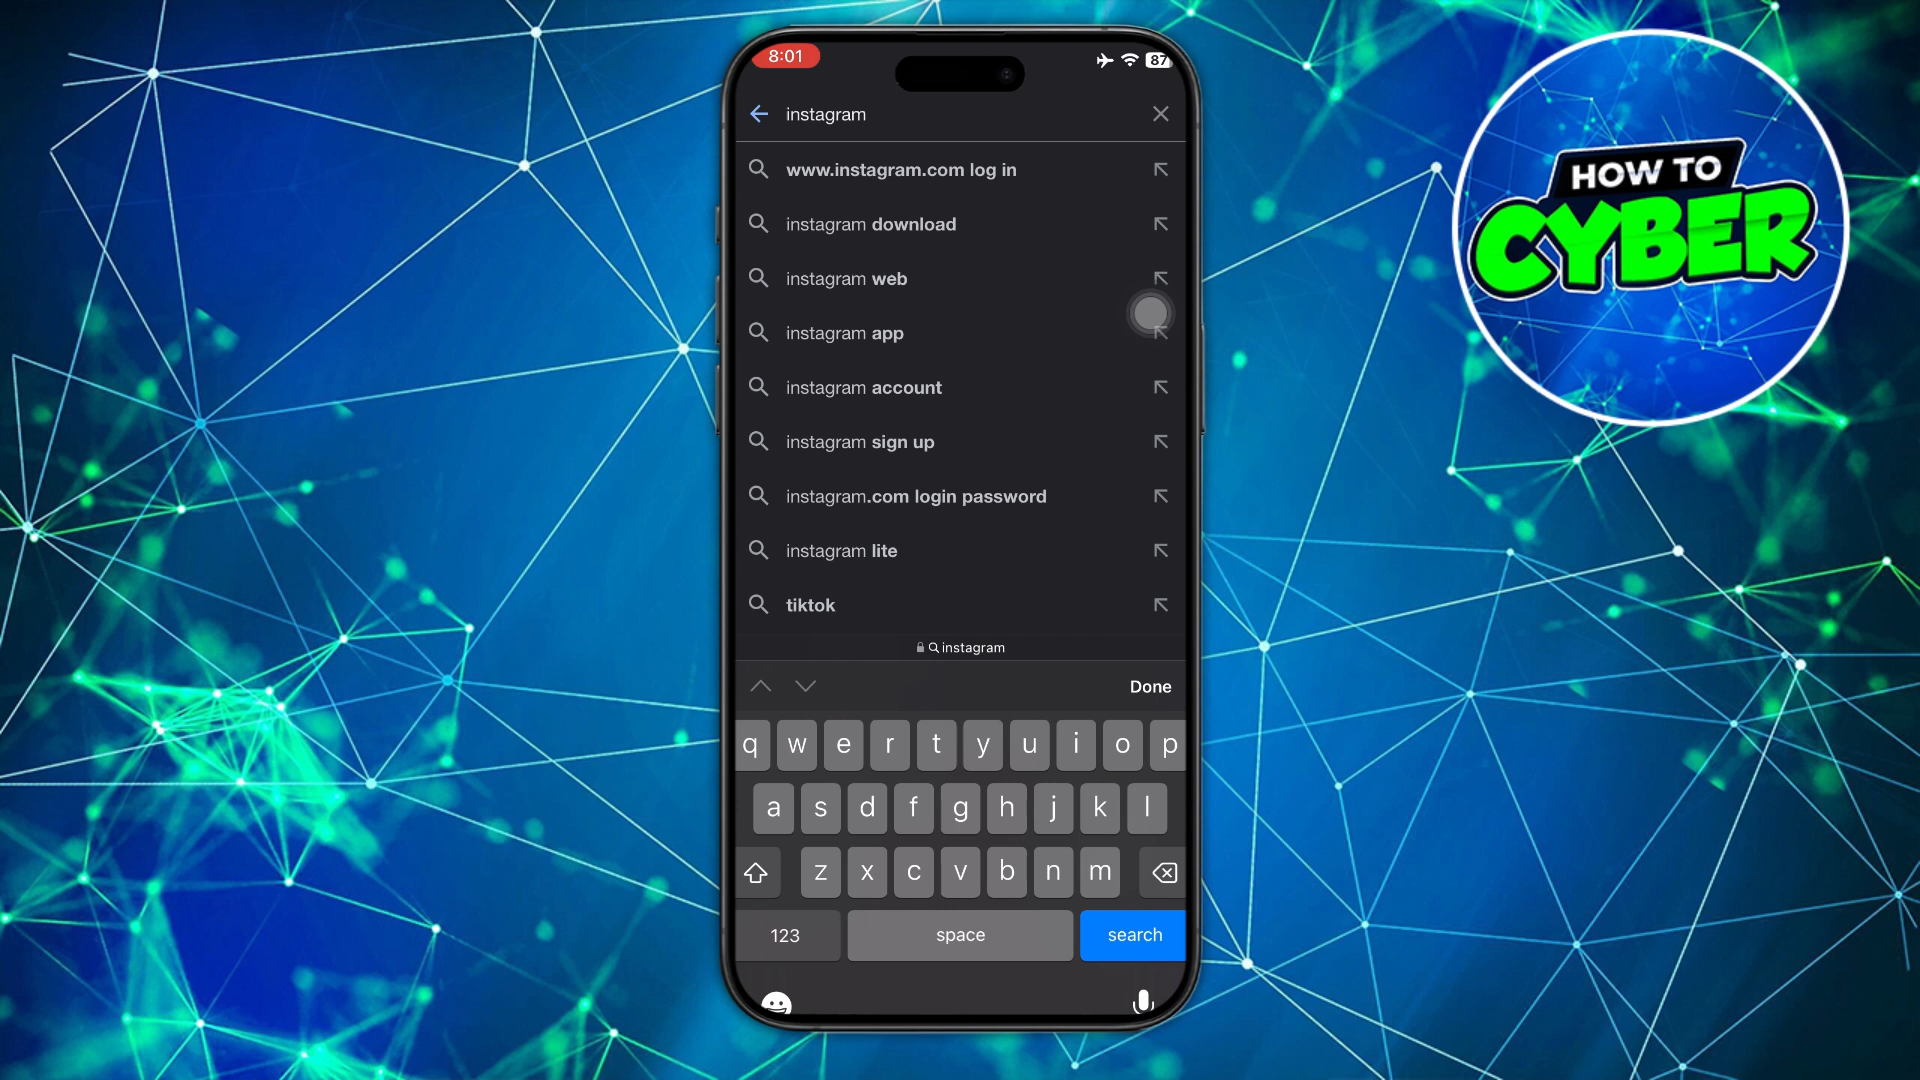 8:01
87
instagram
www.instagram.com log in
instagram download
instagram web
instagram app
instagram account
instagram sign up
instagram.com login password
instagram lite
tiktok
instagram
Done
q w e r t y u i o p
a s d f g h j k l
z x c v b n m
123 space search
HOW TO
CYBER